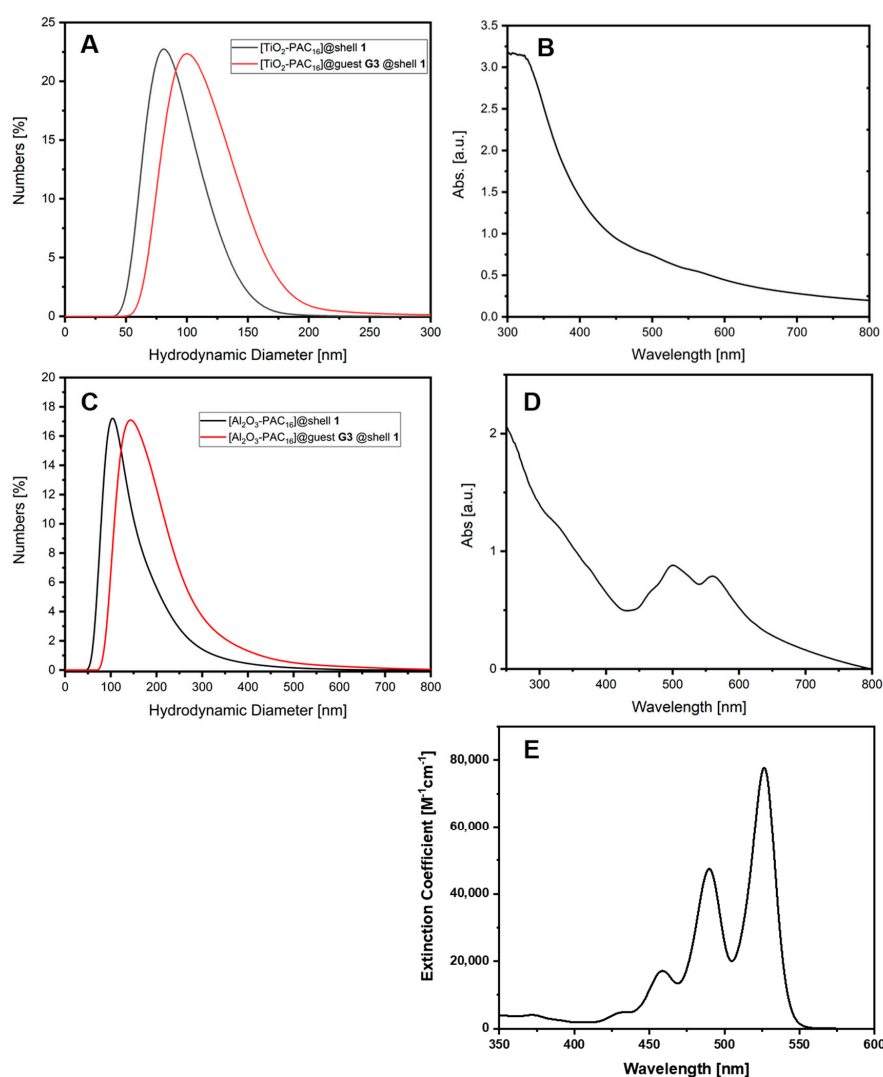 A
[TiO₂-PAC₁₆]@shell 1
[TiO₂-PAC₁₆]@guest G3 @shell 1
Numbers [%]
25
20
15
10
5
0
0 50 100 150 200 250 300
Hydrodynamic Diameter [nm]
B
Abs. [a.u.]
3.5
3.0
2.5
2.0
1.5
1.0
0.5
0.0
300 400 500 600 700 800
Wavelength [nm]
C
[Al₂O₃-PAC₁₆]@shell 1
[Al₂O₃-PAC₁₆]@guest G3 @shell 1
Numbers [%]
20
18
16
14
12
10
8
6
4
2
0
0 100 200 300 400 500 600 700 800
Hydrodynamic Diameter [nm]
D
Abs [a.u.]
2
1
0
300 400 500 600 700 800
Wavelength [nm]
E
Extinction Coefficient [M⁻¹cm⁻¹]
80,000
60,000
40,000
20,000
0
350 400 450 500 550 600
Wavelength [nm]